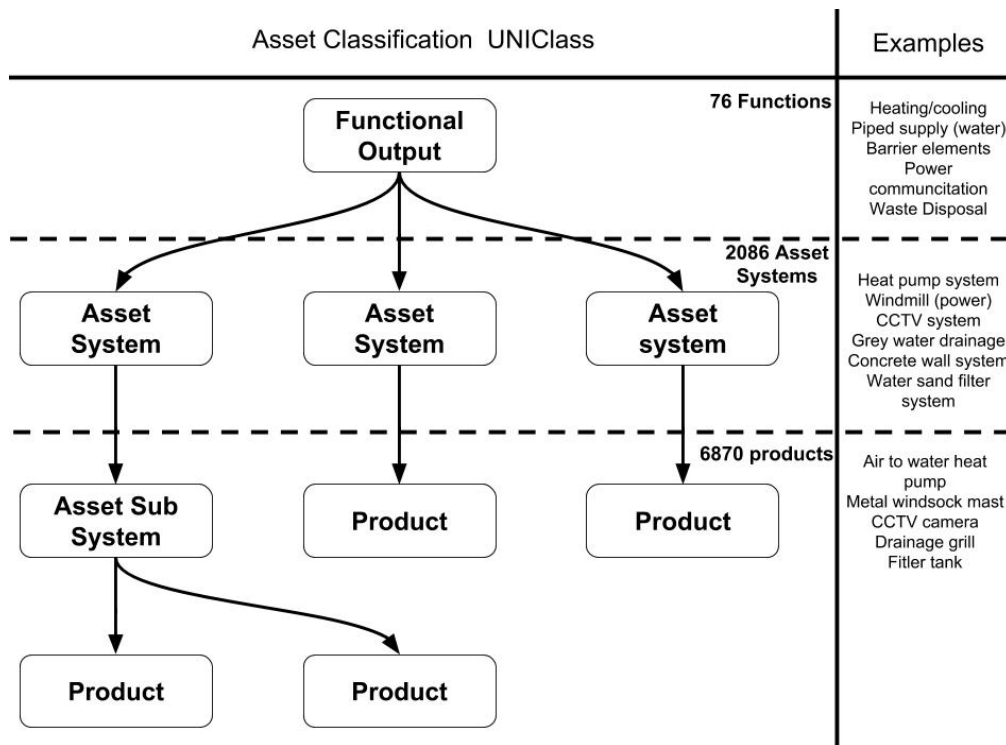 Asset Classification UNIClass
Examples
76 Functions
Functional
Output
Heating/cooling
Piped supply (water)
Barrier elements
Power
communcitation
Waste Disposal
2086 Asset
Systems
Asset
System
Asset
System
Asset
system
Heat pump system
Windmill (power)
CCTV system
Grey water drainage
Concrete wall system
Water sand filter
system
6870 products
Asset Sub
System
Product
Product
Air to water heat
pump
Metal windsock mast
CCTV camera
Drainage grill
Fitler tank
Product
Product